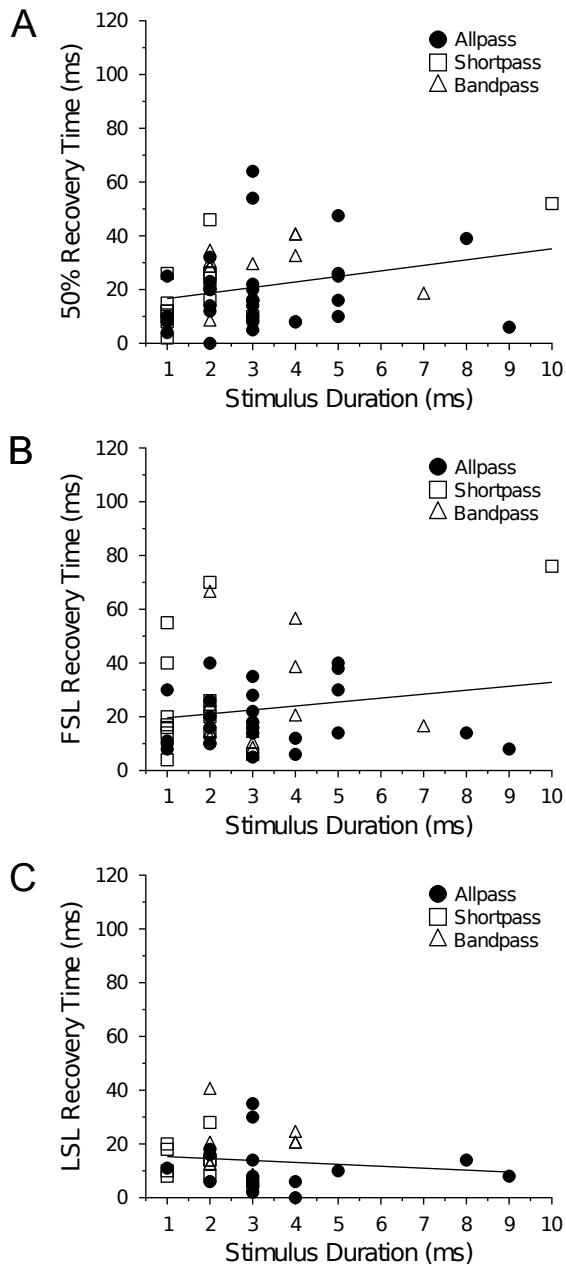 A
120
100
80
60
40
20
0
50% Recovery Time (ms)
Allpass
Shortpass
Bandpass
1 2 3 4 5 6 7 8 9 10
Stimulus Duration (ms)
B
120
100
80
60
40
20
0
FSL Recovery Time (ms)
Allpass
Shortpass
Bandpass
1 2 3 4 5 6 7 8 9 10
Stimulus Duration (ms)
C
120
100
80
60
40
20
0
LSL Recovery Time (ms)
Allpass
Shortpass
Bandpass
1 2 3 4 5 6 7 8 9 10
Stimulus Duration (ms)